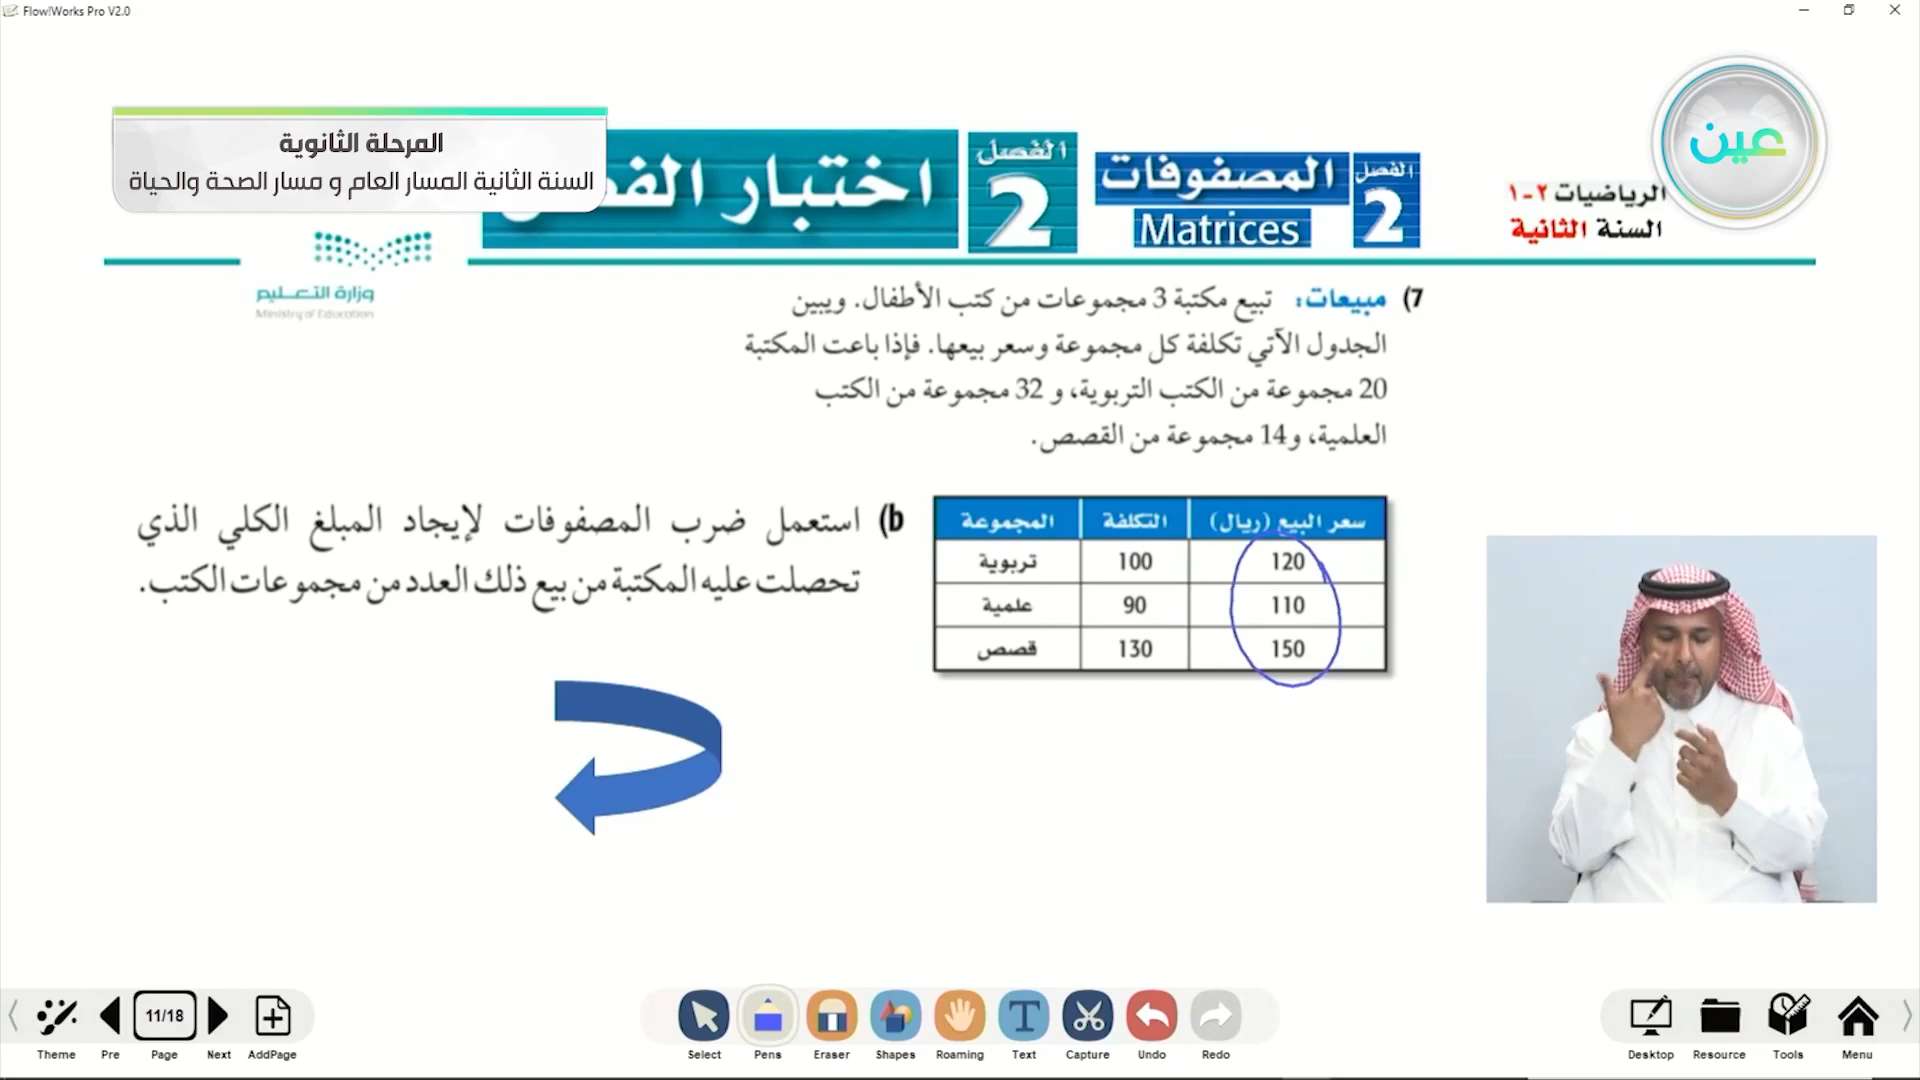 Flow!Works Pro V2.0
المرحلة الثانوية
السنة الثانية المسار العام و مسار الصحة والحياة
اختبار
الفصل
2
المصفوفات
Matrices
الفصل
2
الرياضيات ٢-١
السنة الثانية
عين
وزارة التعليم
Ministry of Education
7) مبيعات: تبيع مكتبة 3 مجموعات من كتب الأطفال. ويبين
الجدول الآتي تكلفة كل مجموعة وسعر بيعها. فإذا باعت المكتبة
20 مجموعة من الكتب التربوية، و 32 مجموعة من الكتب
العلمية، و14 مجموعة من القصص.
المجموعة التكلفة سعر البيع (ريال)
تربوية 100 120
علمية 90 110
قصص 130 150
b) استعمل ضرب المصفوفات لإيجاد المبلغ الكلي الذي
تحصلت عليه المكتبة من بيع ذلك العدد من مجموعات الكتب.
11/18
Theme Pre Page Next AddPage
Select Pens Eraser Shapes Roaming Text Capture Undo Redo
Desktop Resource Tools Menu